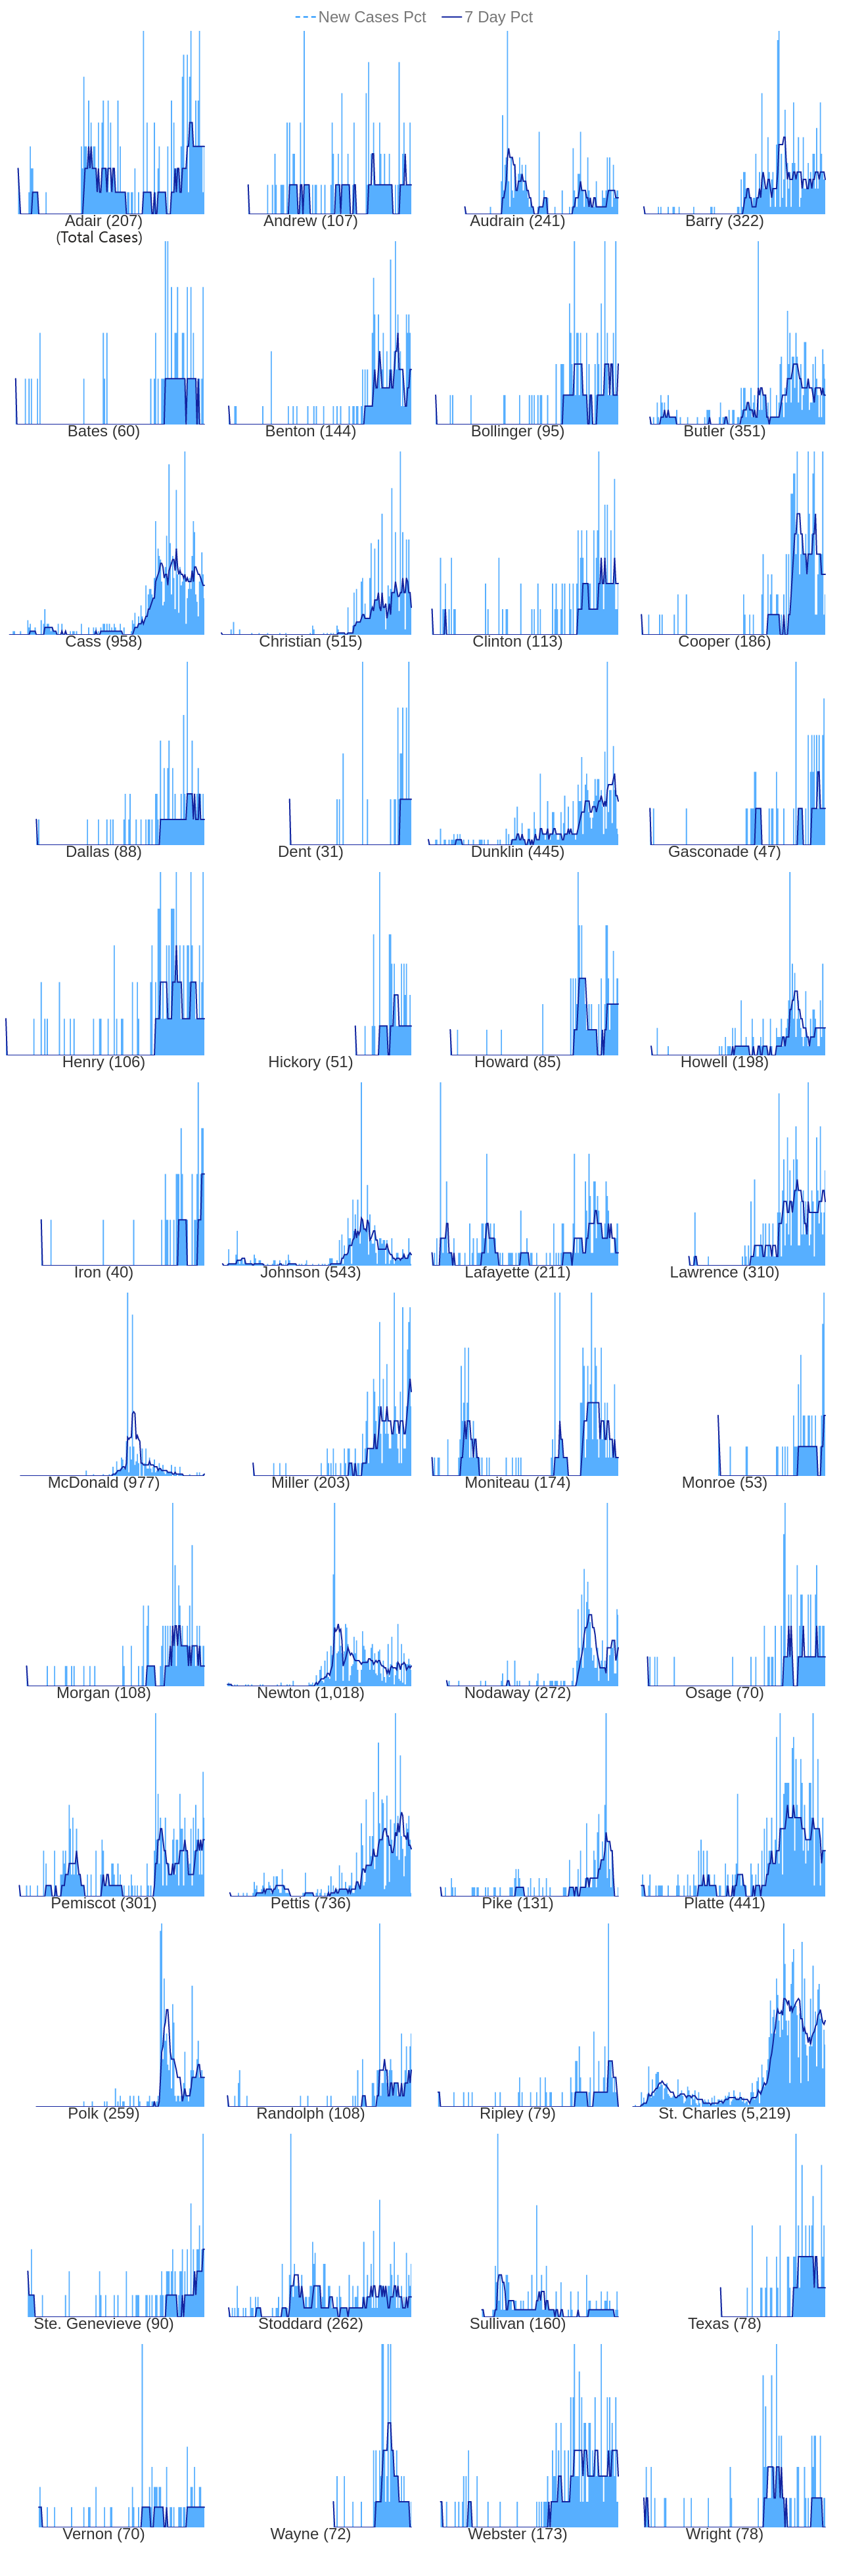 New Cases Pct 7 Day Pct
Adair (207) Andrew (107) Audrain (241) Barry (322)
(Total Cases)
Bates (60) Benton (144) Bollinger (95) Butler (351)
Cass (958) Christian (515) Clinton (113) Cooper (186)
Dallas (88) Dent (31) Dunklin (445) Gasconade (47)
Henry (106) Hickory (51) Howard (85) Howell (198)
Iron (40) Johnson (543) Lafayette (211) Lawrence (310)
McDonald (977) Miller (203) Moniteau (174) Monroe (53)
Morgan (108) Newton (1,018) Nodaway (272) Osage (70)
Pemiscot (301) Pettis (736) Pike (131) Platte (441)
Polk (259) Randolph (108) Ripley (79) St. Charles (5,219)
Ste. Genevieve (90) Stoddard (262) Sullivan (160) Texas (78)
Vernon (70) Wayne (72) Webster (173) Wright (78)